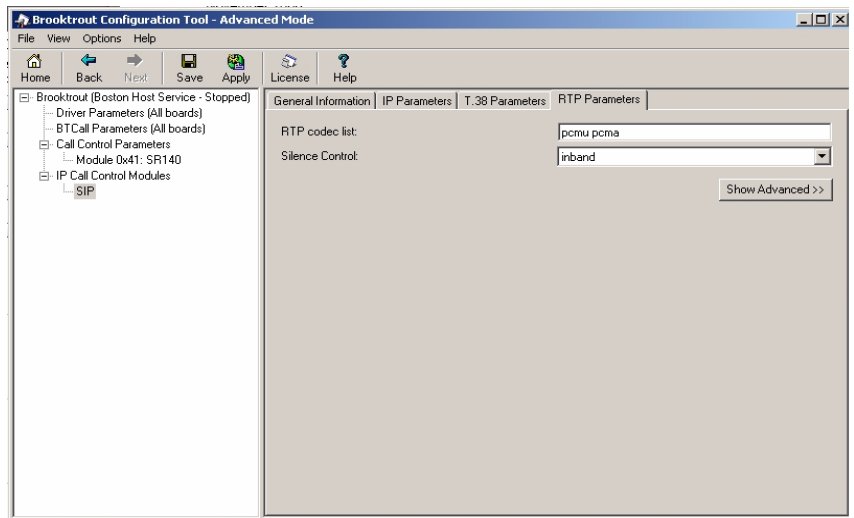 Brooktrout Configuration Tool - Advanced Mode
File View Options Help
Home Back Next Save Apply License Help
Brooktrout (Boston Host Service - Stopped)
Driver Parameters (All boards)
BTCall Parameters (All boards)
Call Control Parameters
Module 0x41: SR140
IP Call Control Modules
SIP
General Information IP Parameters T.38 Parameters RTP Parameters
RTP codec list: pcmu pcma
Silence Control: inband
Show Advanced >>